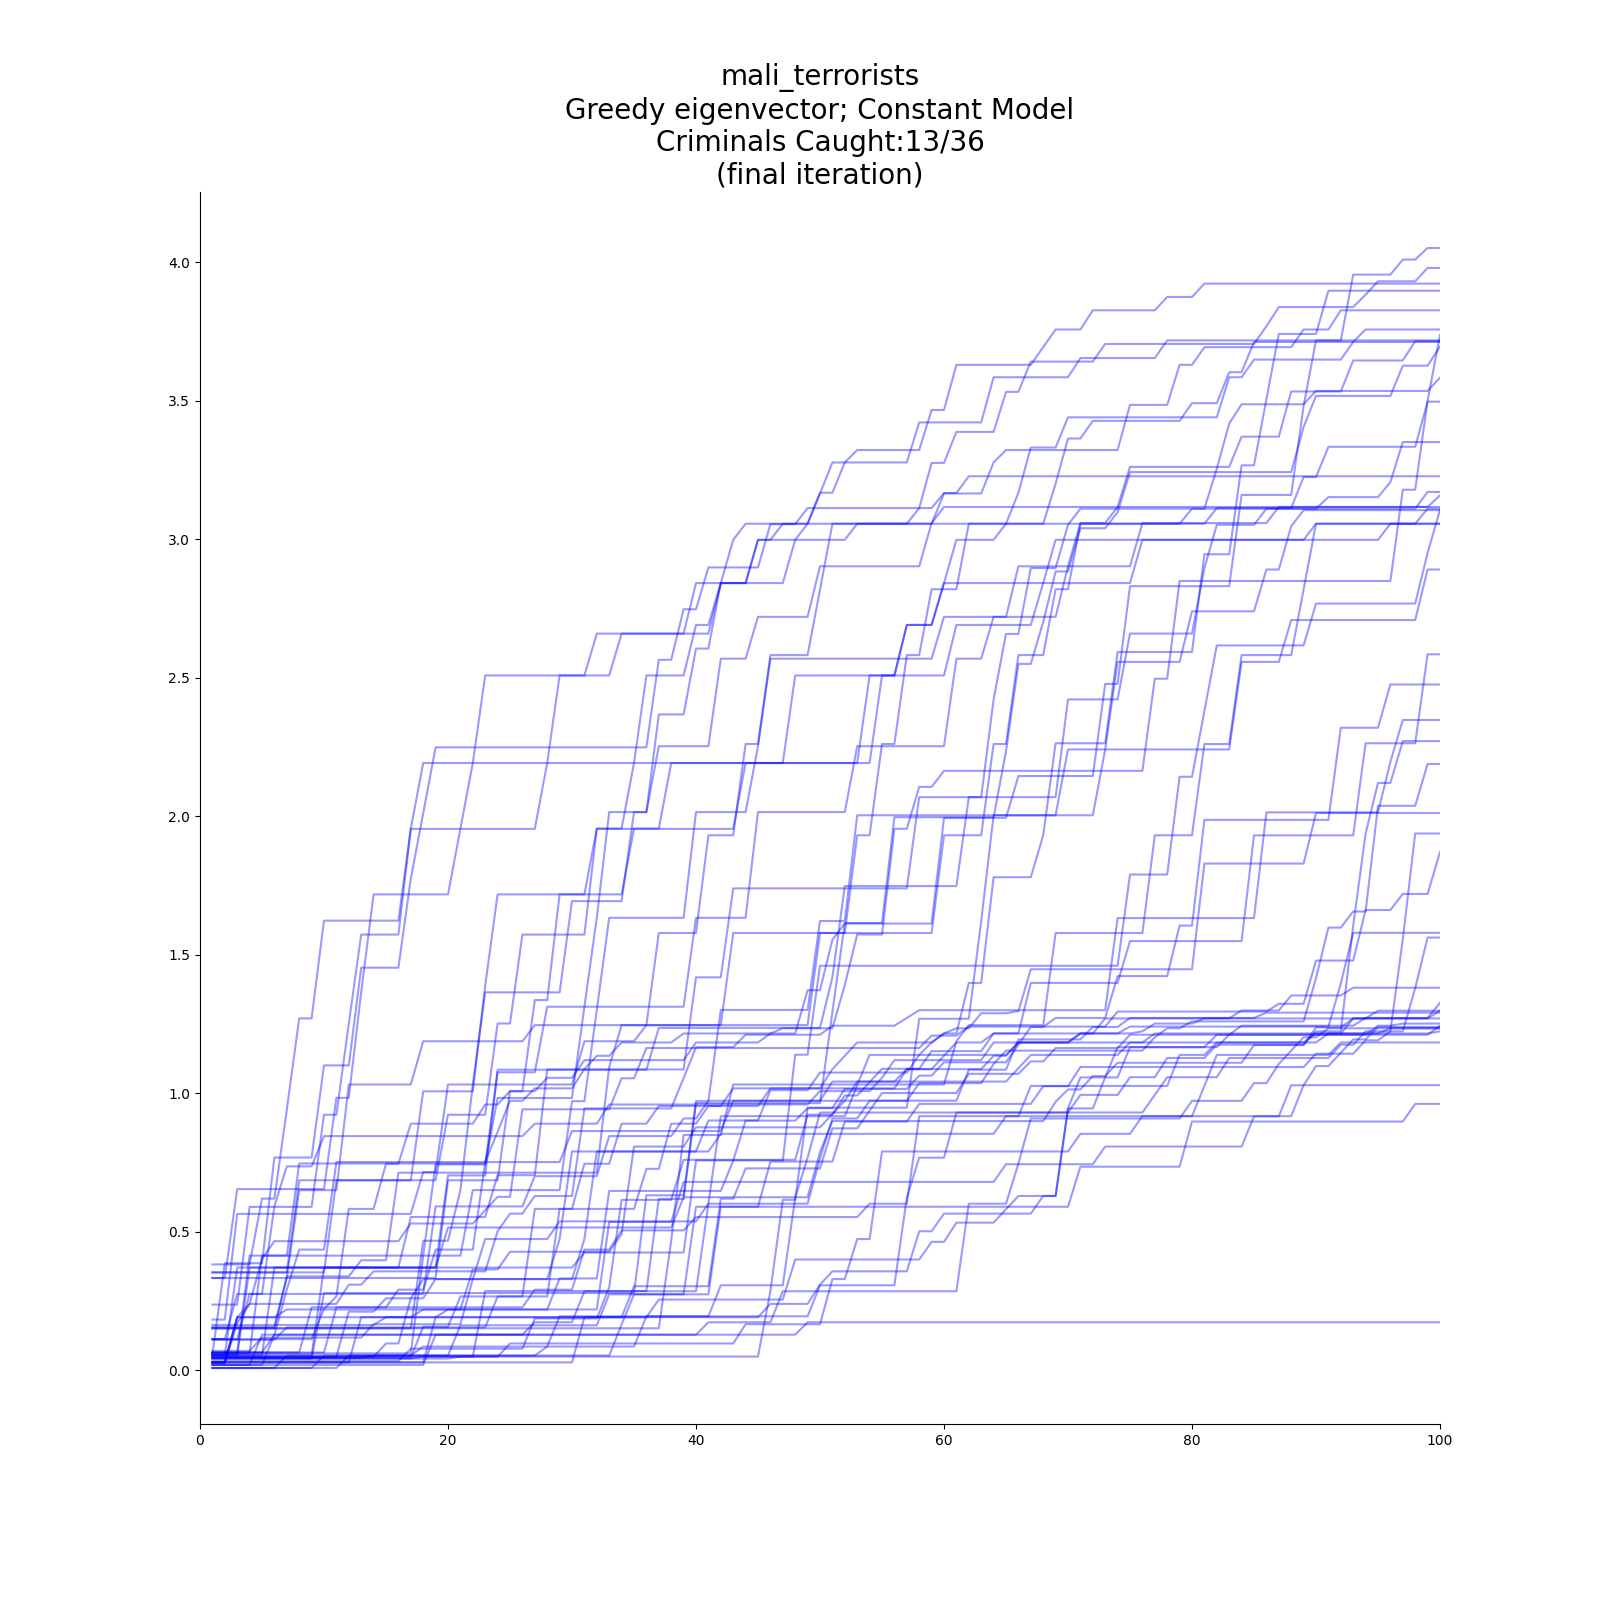 mali_terrorists
Greedy eigenvector; Constant Model
Criminals Caught:13/36
(final iteration)
4.0
3.5
3.0
2.5
2.0
1.5
1.0
0.5
0.0
0 20 40 60 80 100